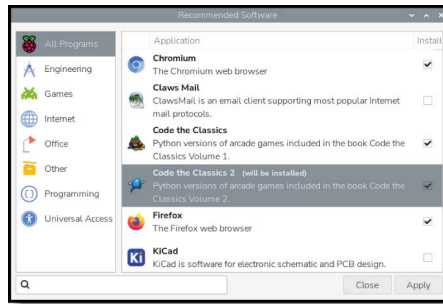 Recommended Software
All Programs
Engineering
Games
Internet
Office
Other
Programming
Universal Access
Application
Install
Chromium
The Chromium web browser
Claws Mail
ClawsMail is an email client supporting most popular Internet
mail protocols.
Code the Classics
Python versions of arcade games included in the book Code the
Classics Volume 1.
Code the Classics 2 (will be installed)
Python versions of arcade games included in the book Code the
Classics Volume 2.
Firefox
The Firefox web browser
Ki
KiCad
KiCad is software for electronic schematic and PCB design.
Close
Apply